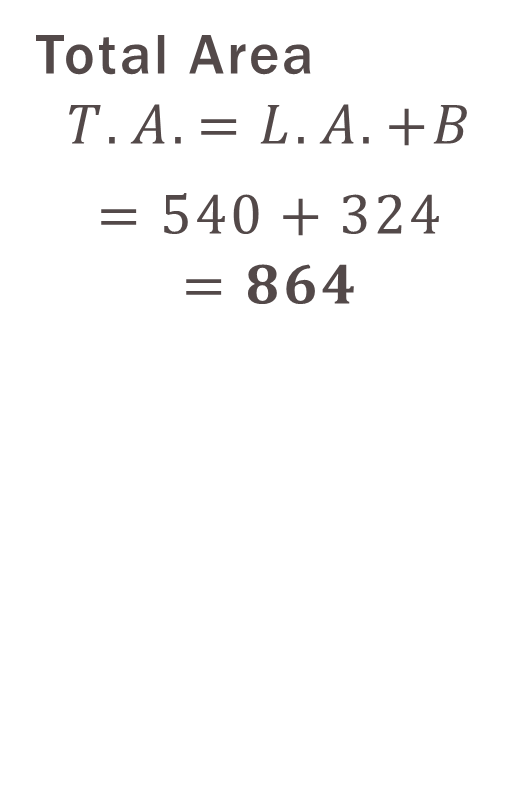 Total Area
T. A. = L. A. +B
= 540 + 324
= 864